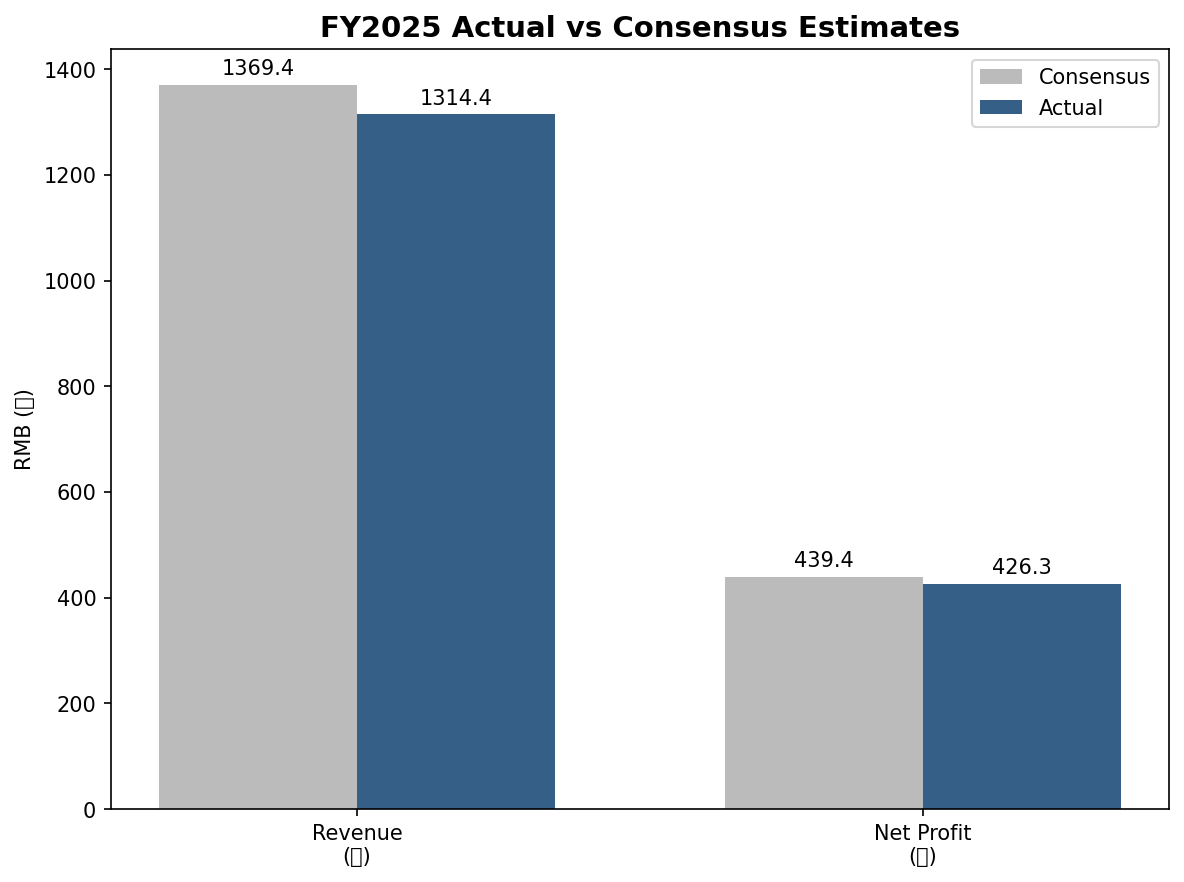 FY2025 Actual vs Consensus Estimates
Consensus
Actual
RMB (▯)
1400
1200
1000
800
600
400
200
0
1369.4
1314.4
439.4
426.3
Revenue
(▯)
Net Profit
(▯)